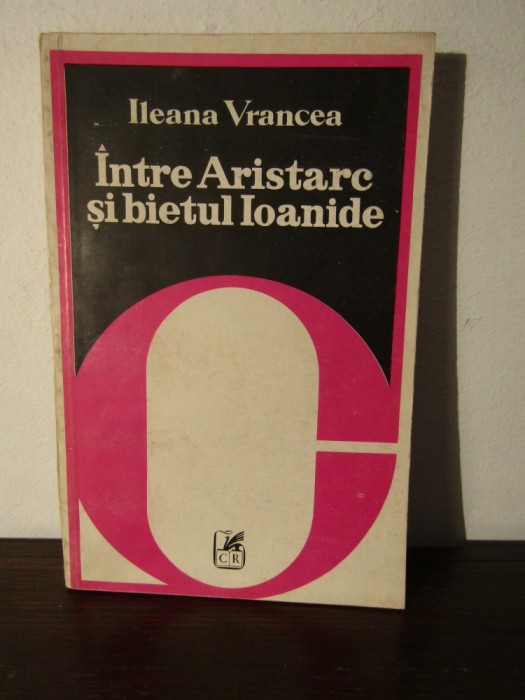 Ileana Vrancea
Între Aristarc
și bietul Ioanide
CR